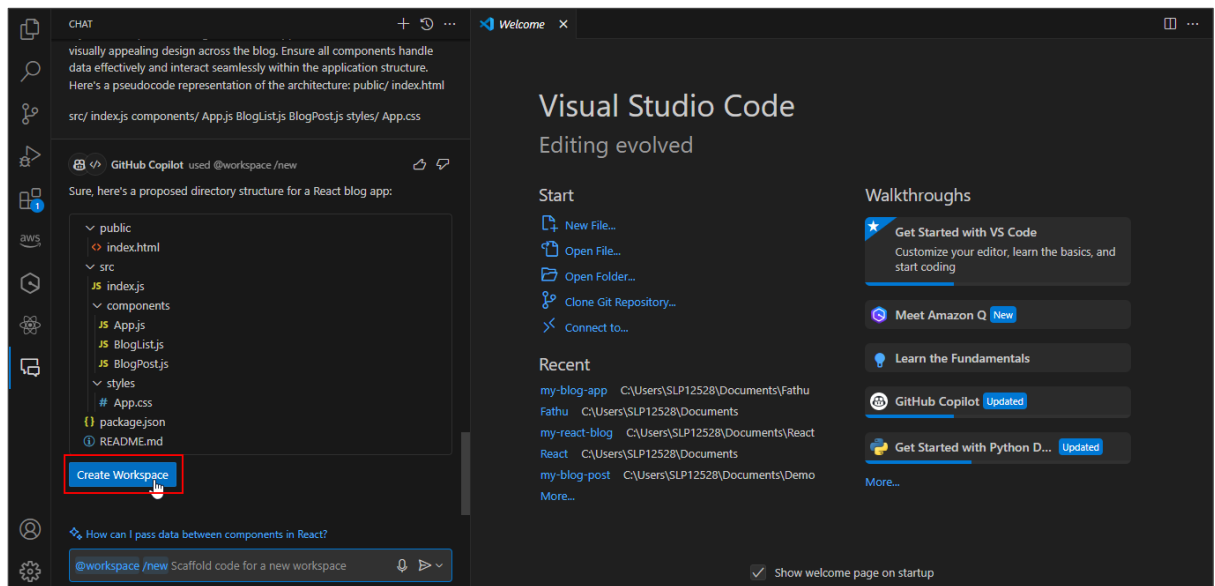 CHAT
visually appealing design across the blog. Ensure all components handle
data effectively and interact seamlessly within the application structure.
Here's a pseudocode representation of the architecture: public/ index.html
src/ index.js components/ App.js BlogList.js BlogPost.js styles/ App.css
GitHub Copilot used @workspace /new
Sure, here's a proposed directory structure for a React blog app:
public
<> index.html
src
JS index.js
components
JS App.js
JS BlogList.js
JS BlogPost.js
styles
# App.css
{} package.json
README.md
Create Workspace
How can I pass data between components in React?
@workspace /new Scaffold code for a new workspace
1
aws
Welcome
Visual Studio Code
Editing evolved
Start
New File...
Open File...
Open Folder...
Clone Git Repository...
Connect to...
Recent
my-blog-app C:\Users\SLP12528\Documents\Fathu
Fathu C:\Users\SLP12528\Documents
my-react-blog C:\Users\SLP12528\Documents\React
React C:\Users\SLP12528\Documents
my-blog-post C:\Users\SLP12528\Documents\Demo
More...
Walkthroughs
Get Started with VS Code
Customize your editor, learn the basics, and
start coding
Meet Amazon Q New
Learn the Fundamentals
GitHub Copilot Updated
Get Started with Python D... Updated
More...
Show welcome page on startup